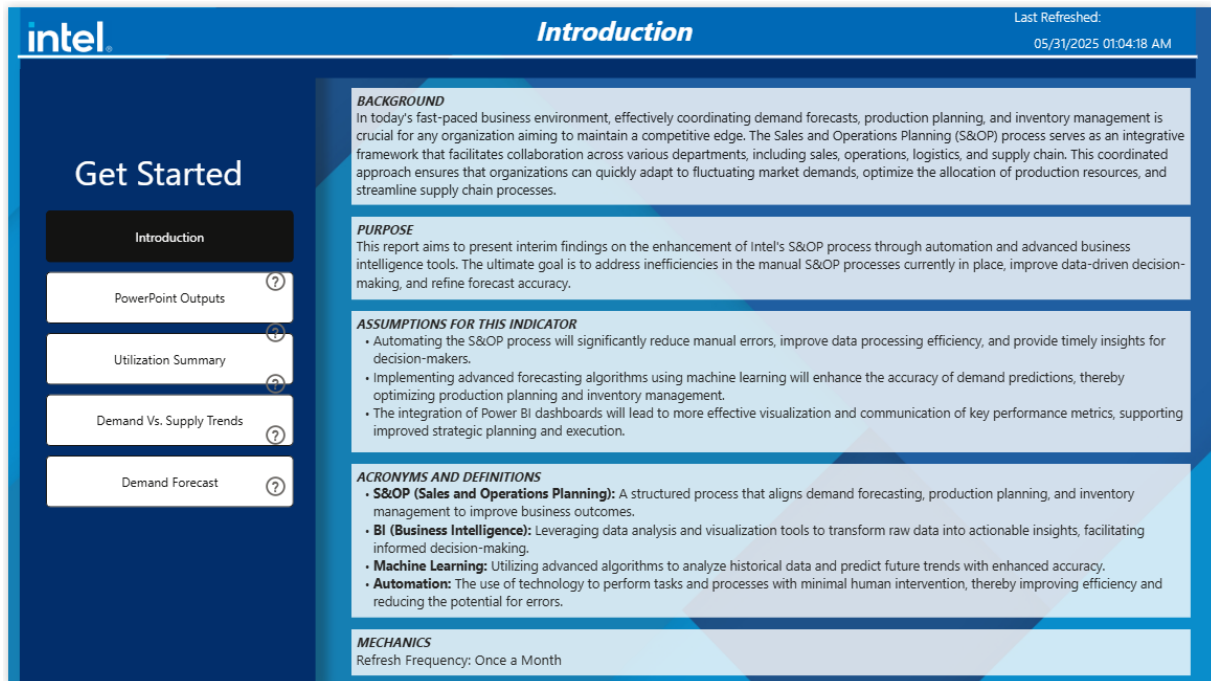 intel.
Introduction
Last Refreshed:
05/31/2025 01:04:18 AM
Get Started
Introduction
PowerPoint Outputs
?
Utilization Summary
?
?
Demand Vs. Supply Trends
?
Demand Forecast
?
BACKGROUND
In today's fast-paced business environment, effectively coordinating demand forecasts, production planning, and inventory management is
crucial for any organization aiming to maintain a competitive edge. The Sales and Operations Planning (S&OP) process serves as an integrative
framework that facilitates collaboration across various departments, including sales, operations, logistics, and supply chain. This coordinated
approach ensures that organizations can quickly adapt to fluctuating market demands, optimize the allocation of production resources, and
streamline supply chain processes.
PURPOSE
This report aims to present interim findings on the enhancement of Intel's S&OP process through automation and advanced business
intelligence tools. The ultimate goal is to address inefficiencies in the manual S&OP processes currently in place, improve data-driven decision-
making, and refine forecast accuracy.
ASSUMPTIONS FOR THIS INDICATOR
• Automating the S&OP process will significantly reduce manual errors, improve data processing efficiency, and provide timely insights for
decision-makers.
• Implementing advanced forecasting algorithms using machine learning will enhance the accuracy of demand predictions, thereby
optimizing production planning and inventory management.
• The integration of Power BI dashboards will lead to more effective visualization and communication of key performance metrics, supporting
improved strategic planning and execution.
ACRONYMS AND DEFINITIONS
• S&OP (Sales and Operations Planning): A structured process that aligns demand forecasting, production planning, and inventory
management to improve business outcomes.
• BI (Business Intelligence): Leveraging data analysis and visualization tools to transform raw data into actionable insights, facilitating
informed decision-making.
• Machine Learning: Utilizing advanced algorithms to analyze historical data and predict future trends with enhanced accuracy.
• Automation: The use of technology to perform tasks and processes with minimal human intervention, thereby improving efficiency and
reducing the potential for errors.
MECHANICS
Refresh Frequency: Once a Month